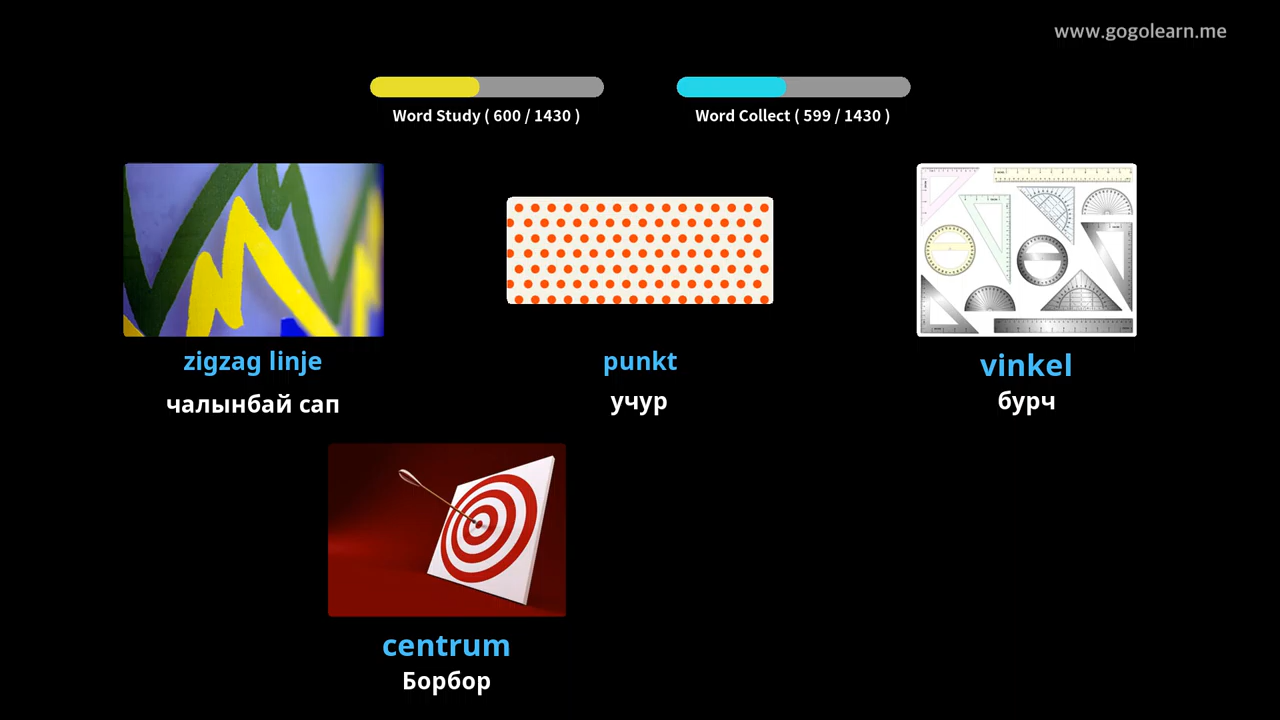 www.gogolearn.me
Word Study ( 600 / 1430 )
Word Collect ( 599 / 1430 )
zigzag linje
чалынбай сап
punkt
учур
vinkel
бурч
centrum
Борбор